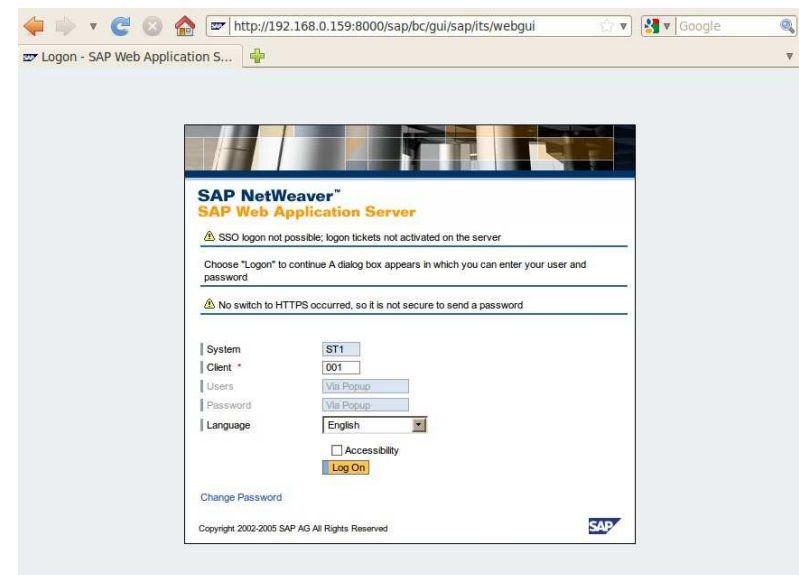 http://192.168.0.159:8000/sap/bc/gui/sap/its/webgui
Google
Logon - SAP Web Application S...
SAP NetWeaver™
SAP Web Application Server
SSO logon not possible; logon tickets not activated on the server
Choose "Logon" to continue A dialog box appears in which you can enter your user and
password
No switch to HTTPS occurred, so it is not secure to send a password
System ST1
Client * 001
Users Via Popup
Password Via Popup
Language English
Accessibility
Log On
Change Password
Copyright 2002-2005 SAP AG All Rights Reserved
SAP